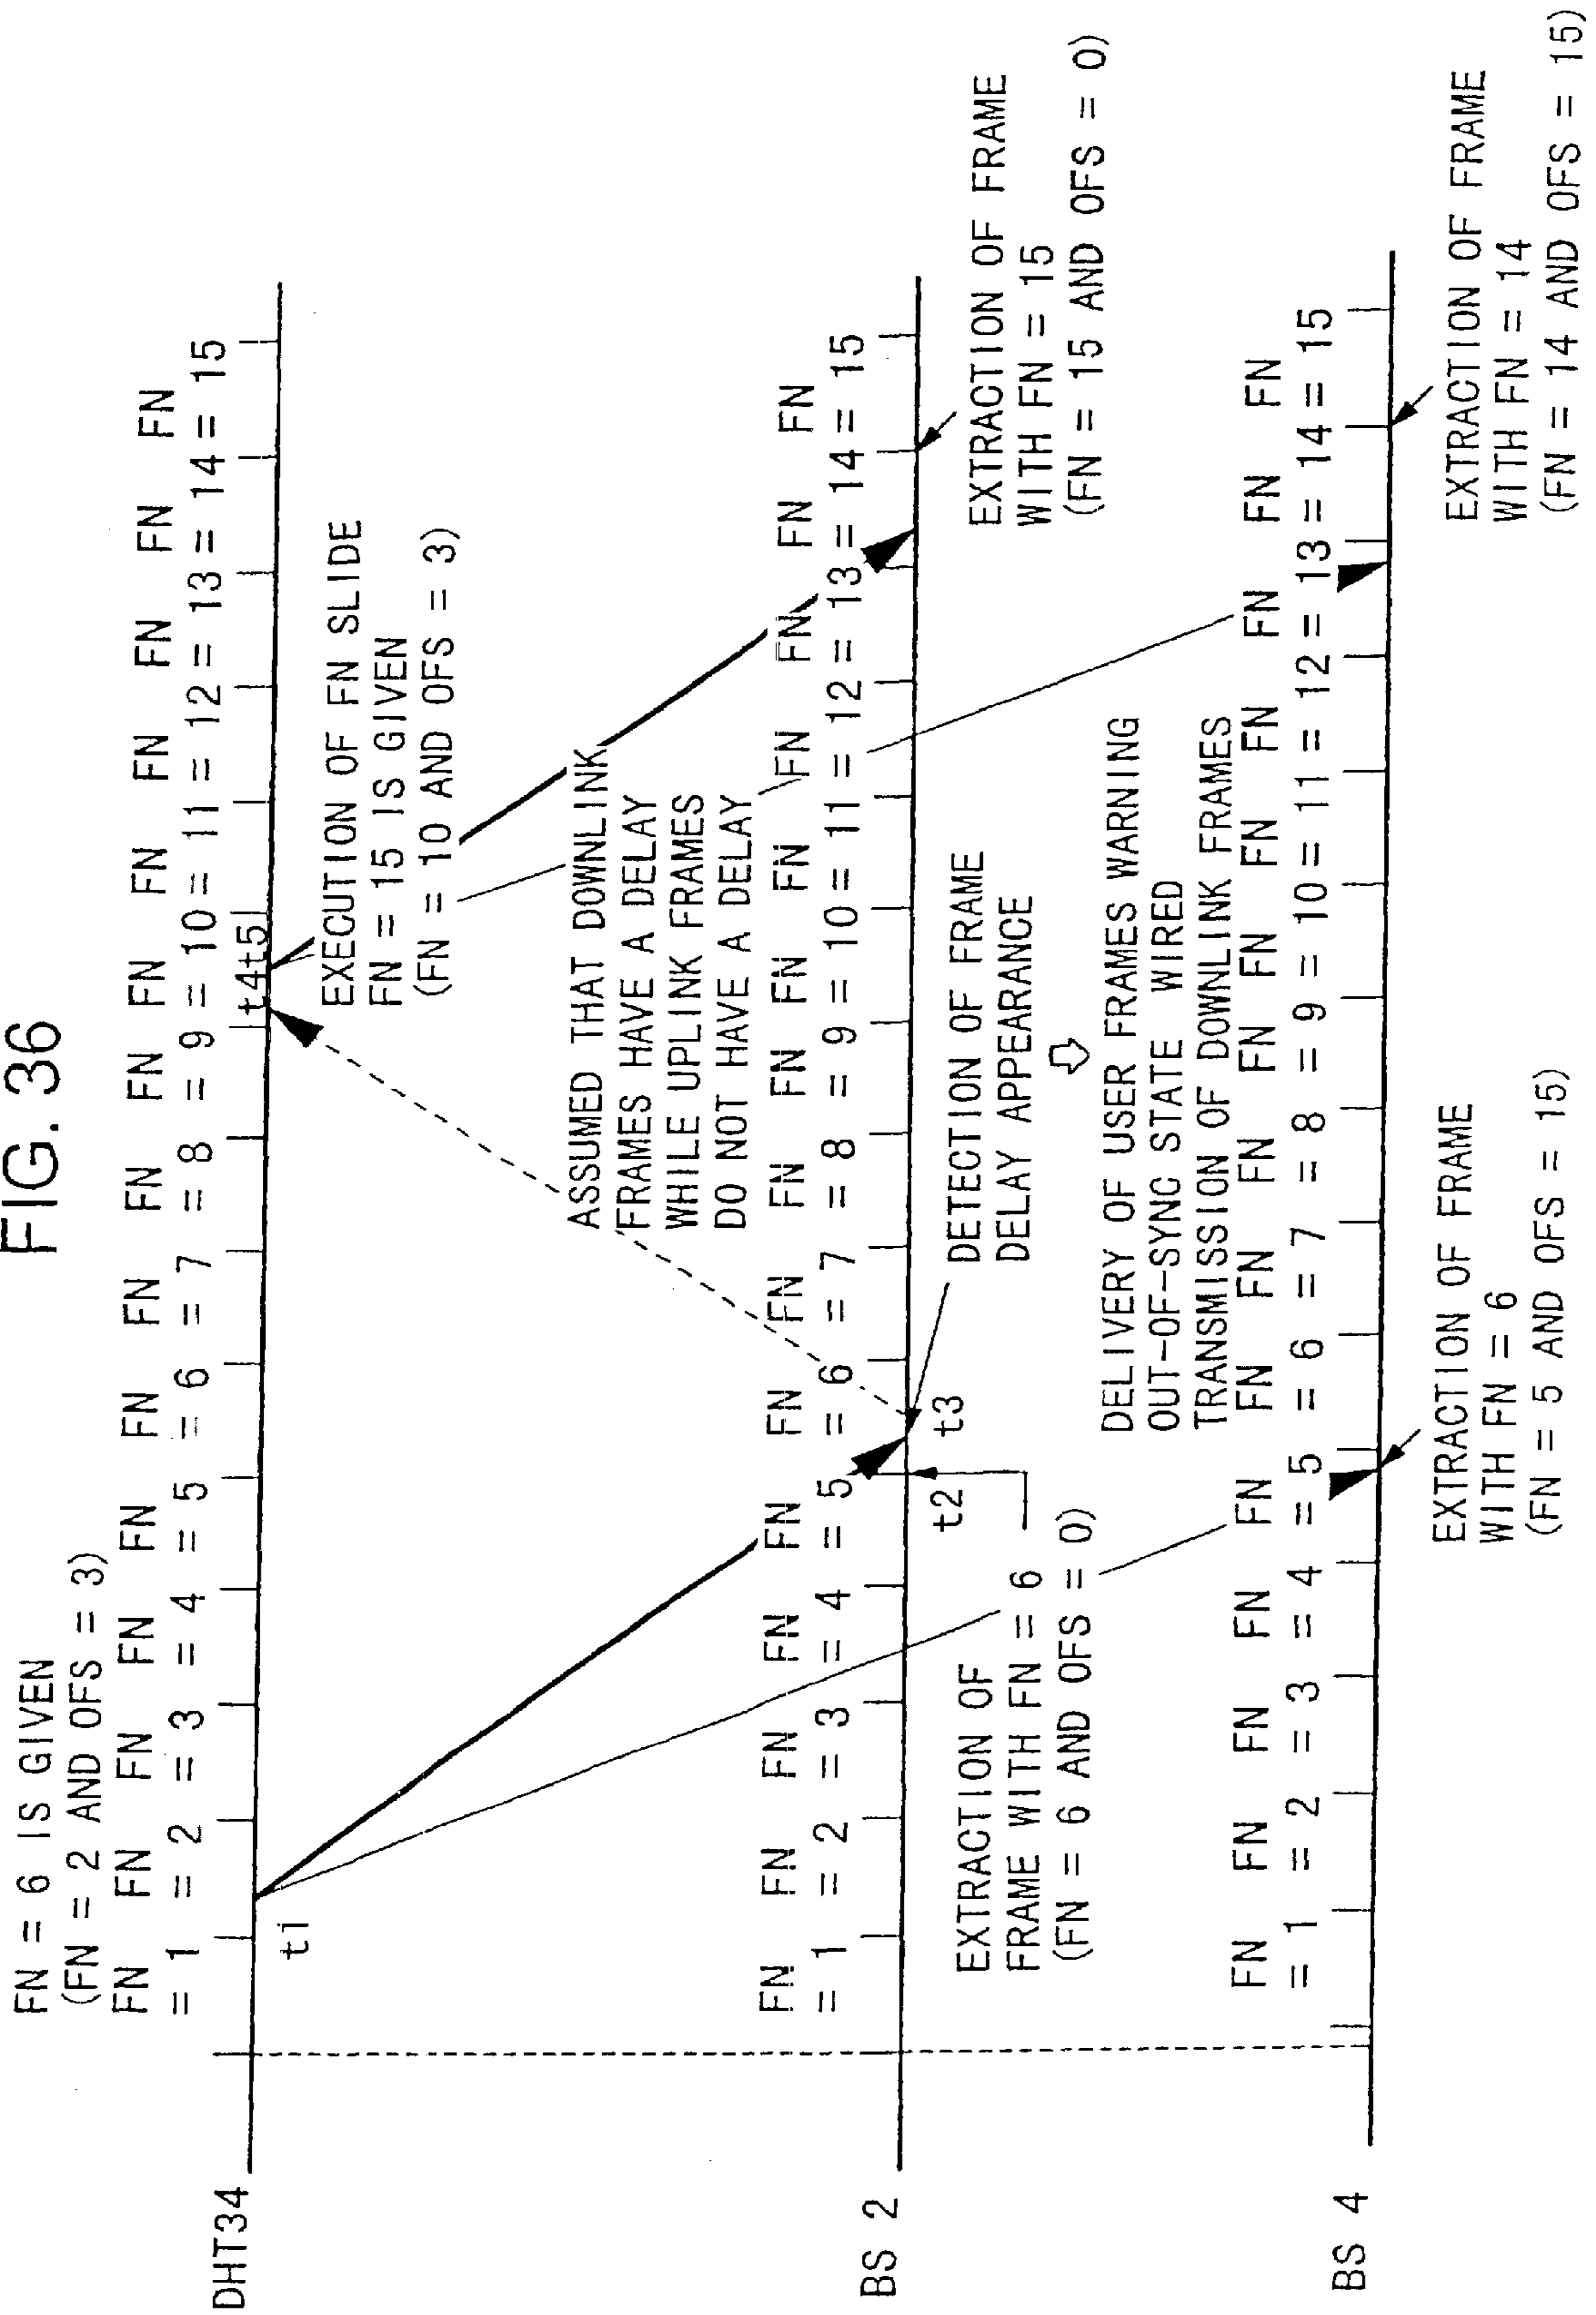 FIG. 36
FN = 6 IS GIVEN
(FN = 2 AND OFS = 3)
FN FN FN FN FN FN FN FN FN FN FN FN FN FN FN
= 1 = 2 = 3 = 4 = 5 = 6 = 7 = 8 = 9 = 10 = 11 = 12 = 13 = 14 = 15
DHT34
t1
t4 t5
EXECUTION OF FN SLIDE
FN = 15 IS GIVEN
(FN = 10 AND OFS = 3)
ASSUMED THAT DOWNLINK
FRAMES HAVE A DELAY
WHILE UPLINK FRAMES
DO NOT HAVE A DELAY
FN FN FN FN FN FN FN FN FN FN FN FN FN FN FN
= 1 = 2 = 3 = 4 = 5 = 6 = 7 = 8 = 9 = 10 = 11 = 12 = 13 = 14 = 15
BS 2
t2
t3
EXTRACTION OF
FRAME WITH FN = 6
(FN = 6 AND OFS = 0)
DETECTION OF FRAME
DELAY APPEARANCE
EXTRACTION OF FRAME
WITH FN = 15
(FN = 15 AND OFS = 0)
DELIVERY OF USER FRAMES WARNING
OUT-OF-SYNC STATE WIRED
TRANSMISSION OF DOWNLINK FRAMES
FN FN FN FN FN FN FN FN FN FN FN FN FN FN FN
= 1 = 2 = 3 = 4 = 5 = 6 = 7 = 8 = 9 = 10 = 11 = 12 = 13 = 14 = 15
BS 4
EXTRACTION OF FRAME
WITH FN = 6
(FN = 5 AND OFS = 15)
EXTRACTION OF FRAME
WITH FN = 14
(FN = 14 AND OFS = 15)